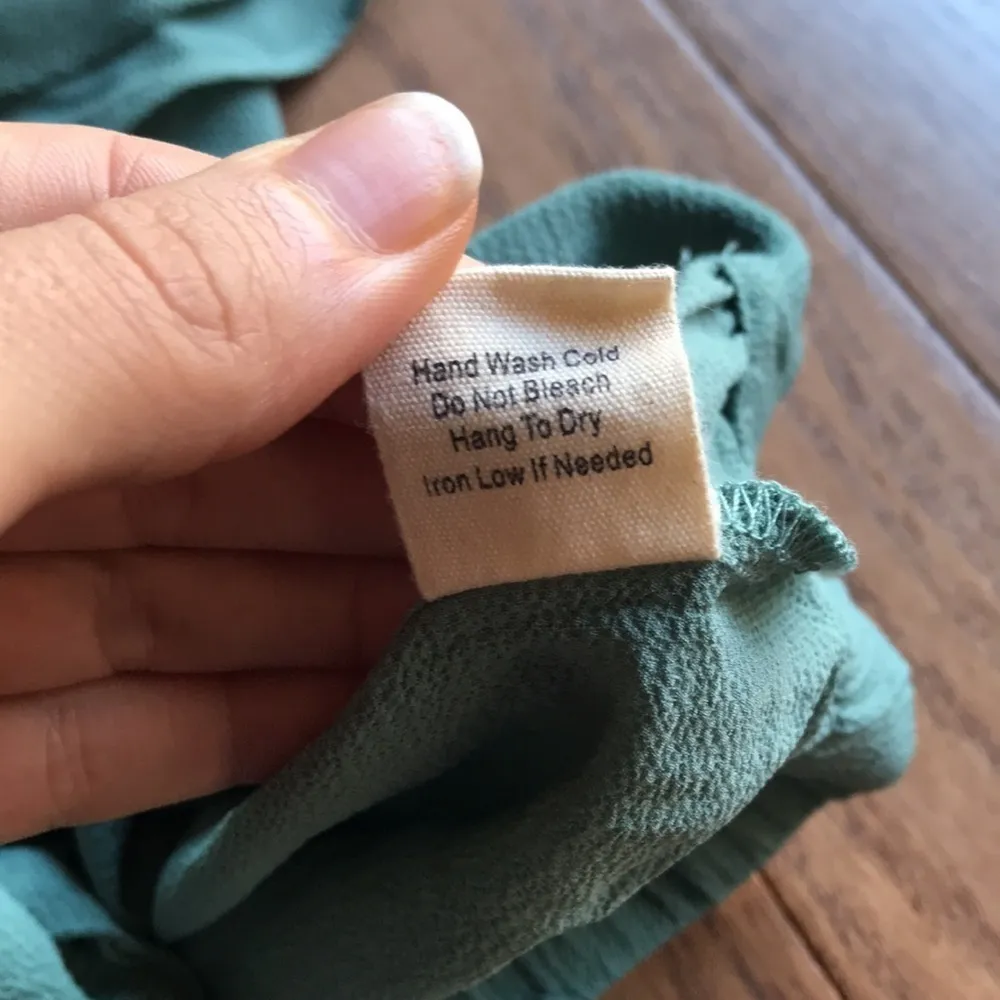 Hand Wash Cold
Do Not Bleach
Hang To Dry
Iron Low If Needed